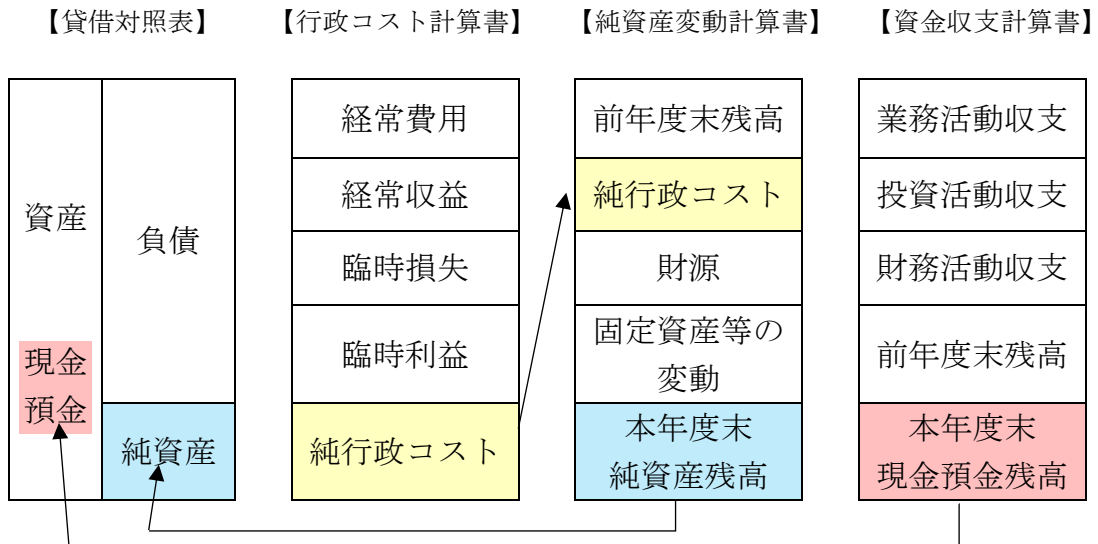 【貸借対照表】
資産
現金
預金
負債
純資産
【行政コスト計算書】
経常費用
経常収益
臨時損失
臨時利益
純行政コスト
【純資産変動計算書】
前年度末残高
純行政コスト
財源
固定資産等の
変動
本年度末
純資産残高
【資金収支計算書】
業務活動収支
投資活動収支
財務活動収支
前年度末残高
本年度末
現金預金残高